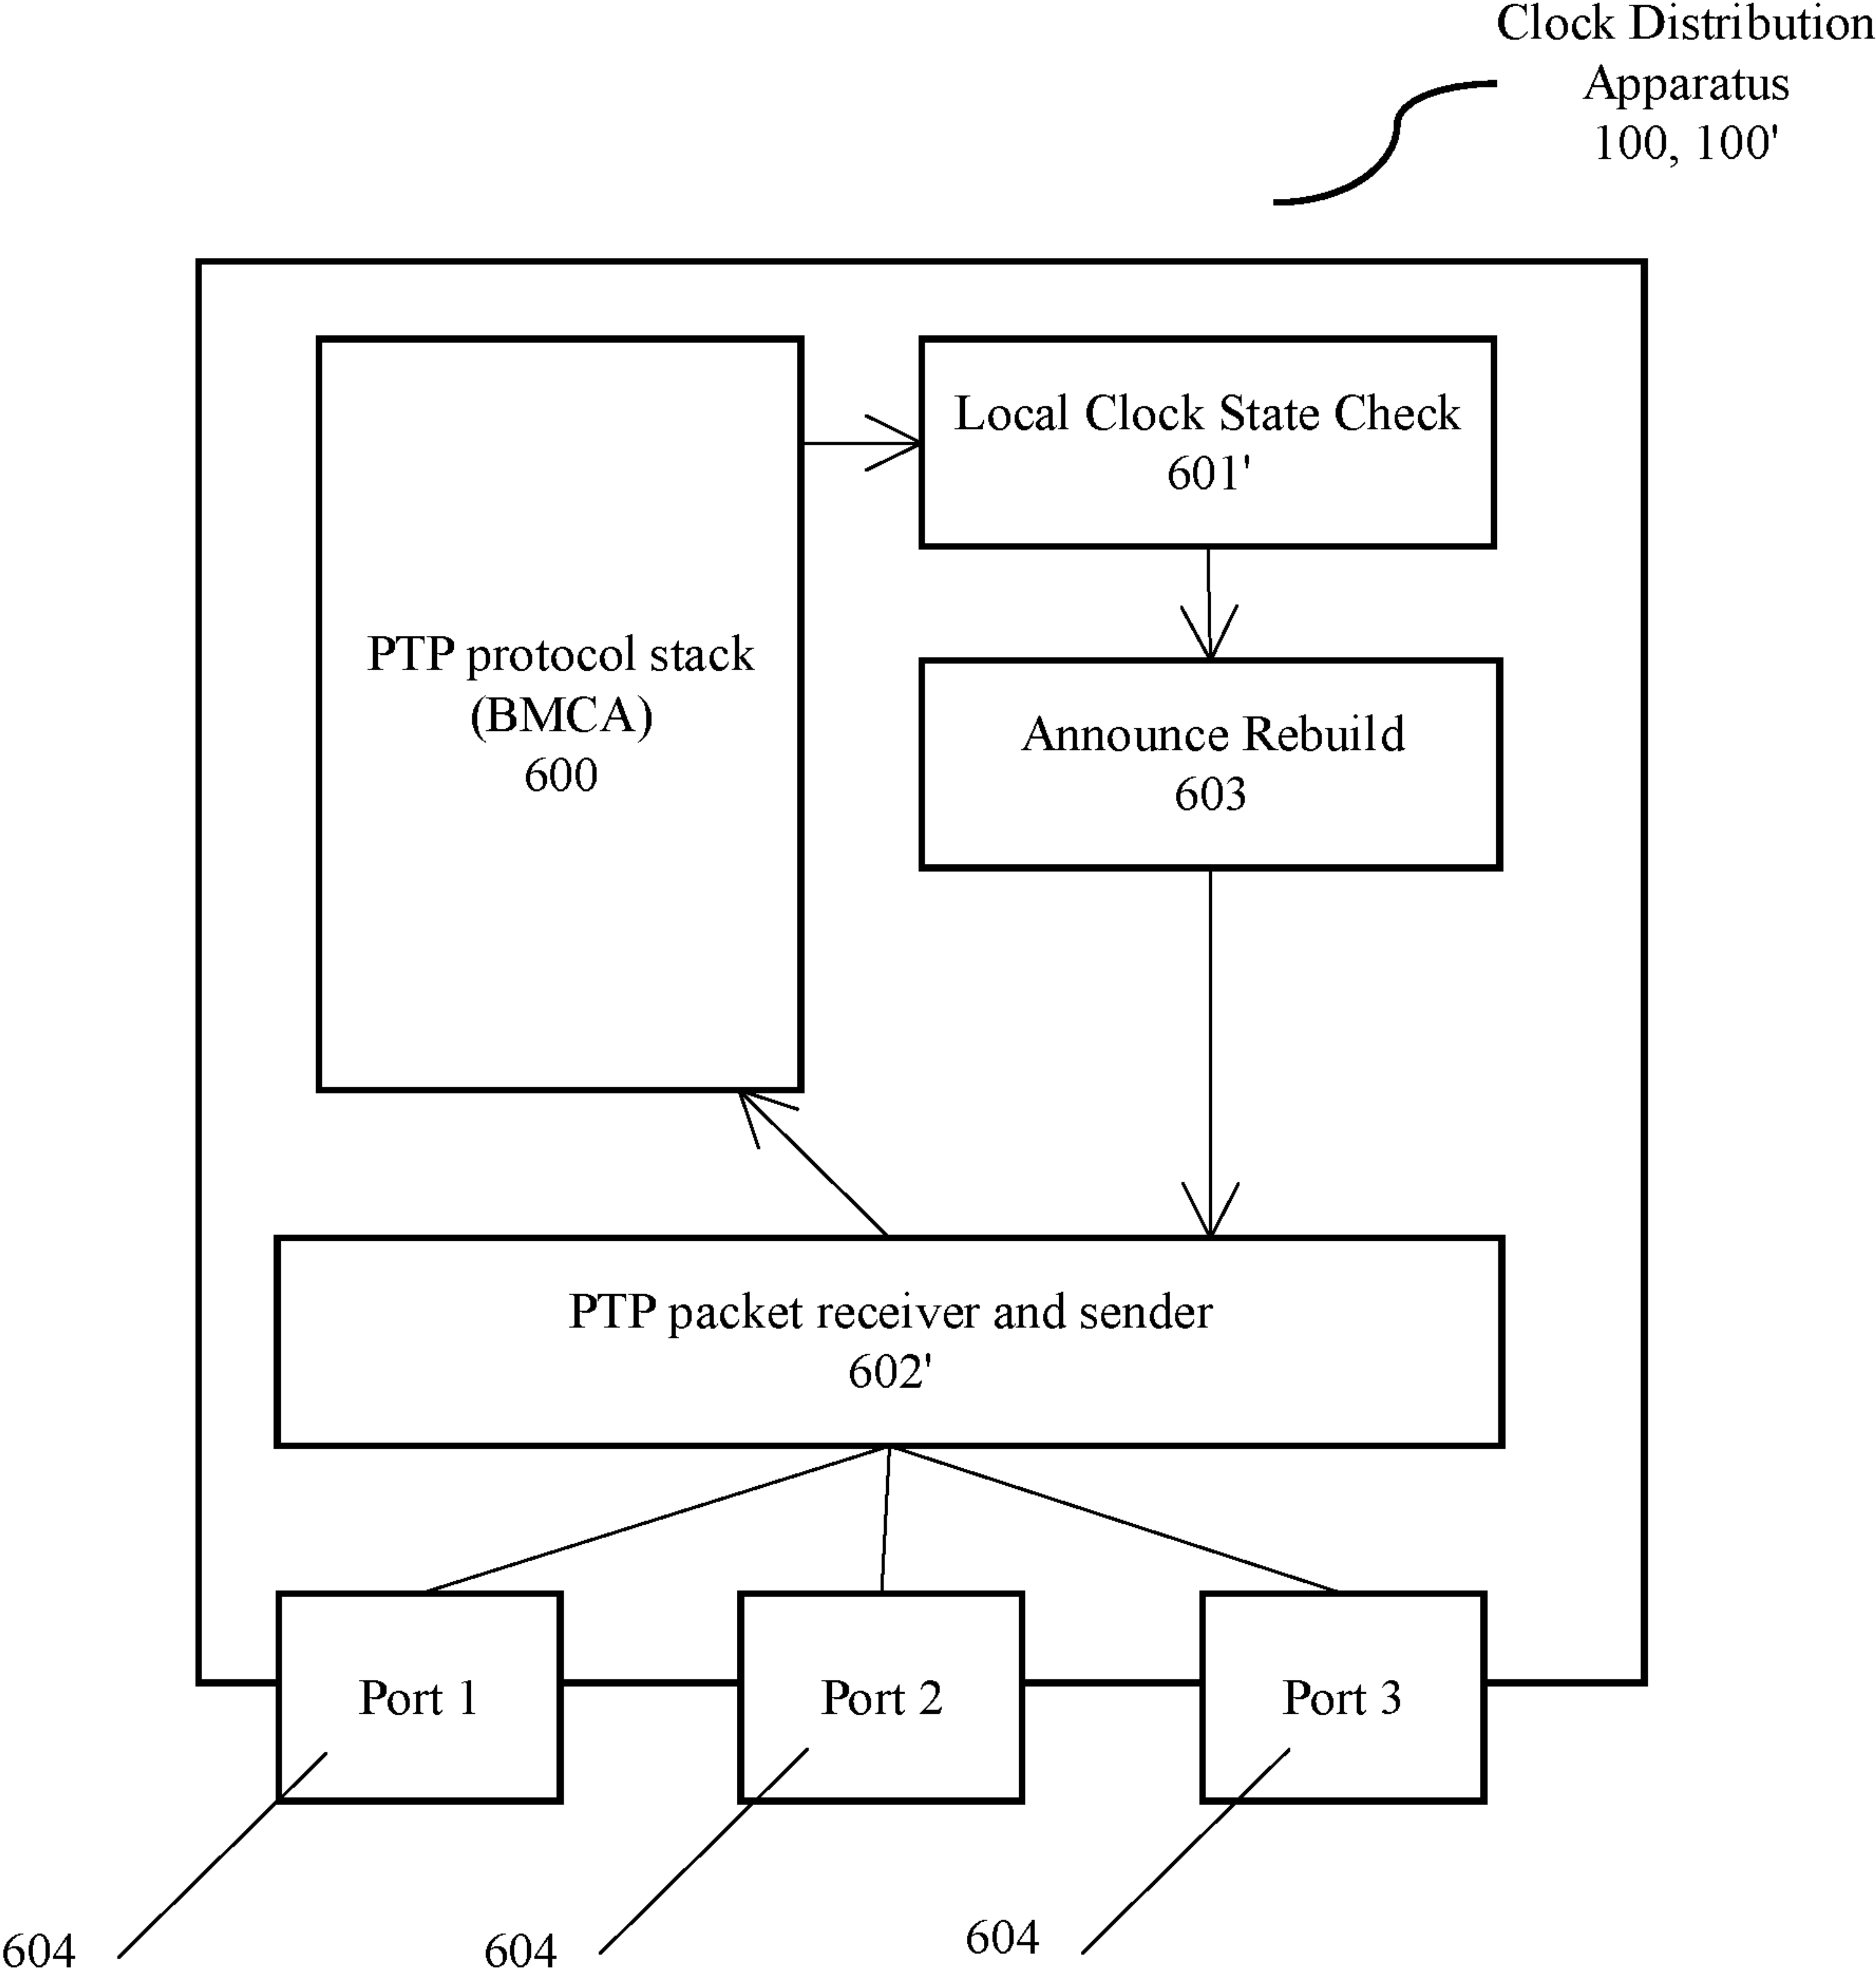 Clock Distribution
Apparatus
100, 100'
Local Clock State Check
601'
PTP protocol stack
(BMCA)
600
Announce Rebuild
603
PTP packet receiver and sender
602'
Port 1
Port 2
Port 3
604
604
604